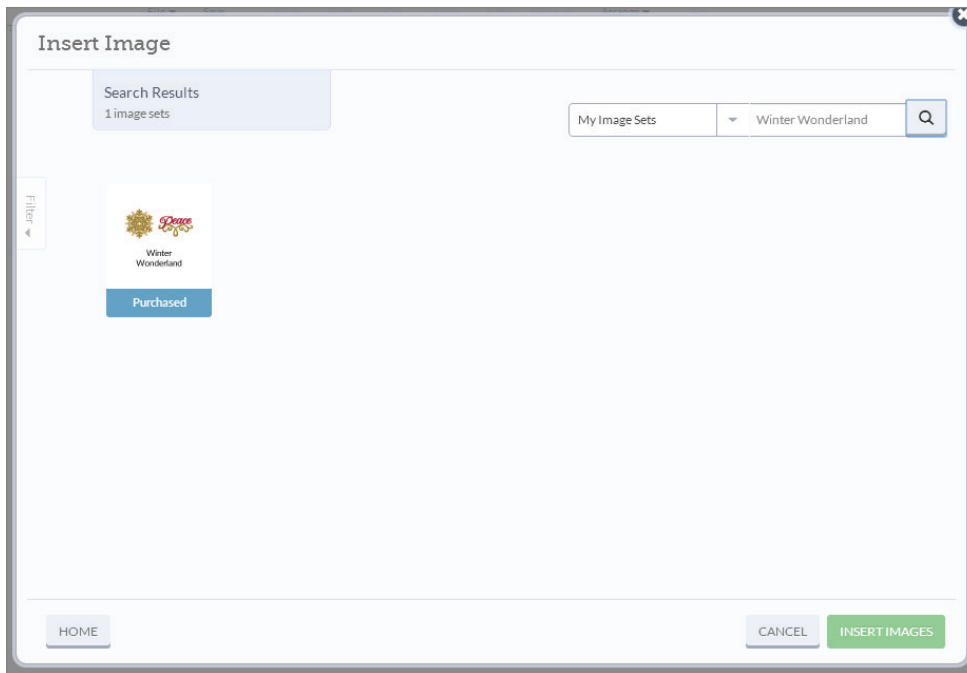 Insert Image
Search Results
1 image sets
My Image Sets
Winter Wonderland
Filter
Peace
Winter
Wonderland
Purchased
HOME
CANCEL
INSERT IMAGES